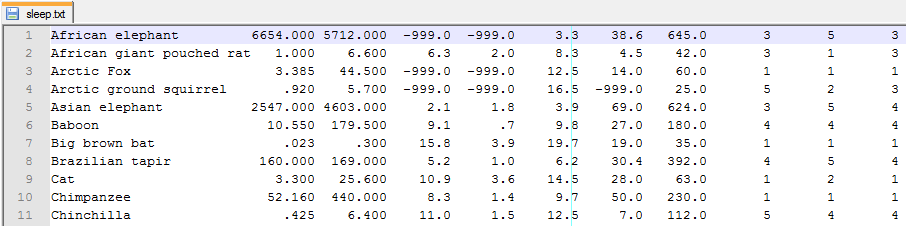 sleep.txt
1 African elephant 6654.000 5712.000 -999.0 -999.0 3.3 38.6 645.0 3 5 3
2 African giant pouched rat 1.000 6.600 6.3 2.0 8.3 4.5 42.0 3 1 3
3 Arctic Fox 3.385 44.500 -999.0 -999.0 12.5 14.0 60.0 1 1 1
4 Arctic ground squirrel .920 5.700 -999.0 -999.0 16.5 -999.0 25.0 5 2 3
5 Asian elephant 2547.000 4603.000 2.1 1.8 3.9 69.0 624.0 3 5 4
6 Baboon 10.550 179.500 9.1 .7 9.8 27.0 180.0 4 4 4
7 Big brown bat .023 .300 15.8 3.9 19.7 19.0 35.0 1 1 1
8 Brazilian tapir 160.000 169.000 5.2 1.0 6.2 30.4 392.0 4 5 4
9 Cat 3.300 25.600 10.9 3.6 14.5 28.0 63.0 1 2 1
10 Chimpanzee 52.160 440.000 8.3 1.4 9.7 50.0 230.0 1 1 1
11 Chinchilla .425 6.400 11.0 1.5 12.5 7.0 112.0 5 4 4